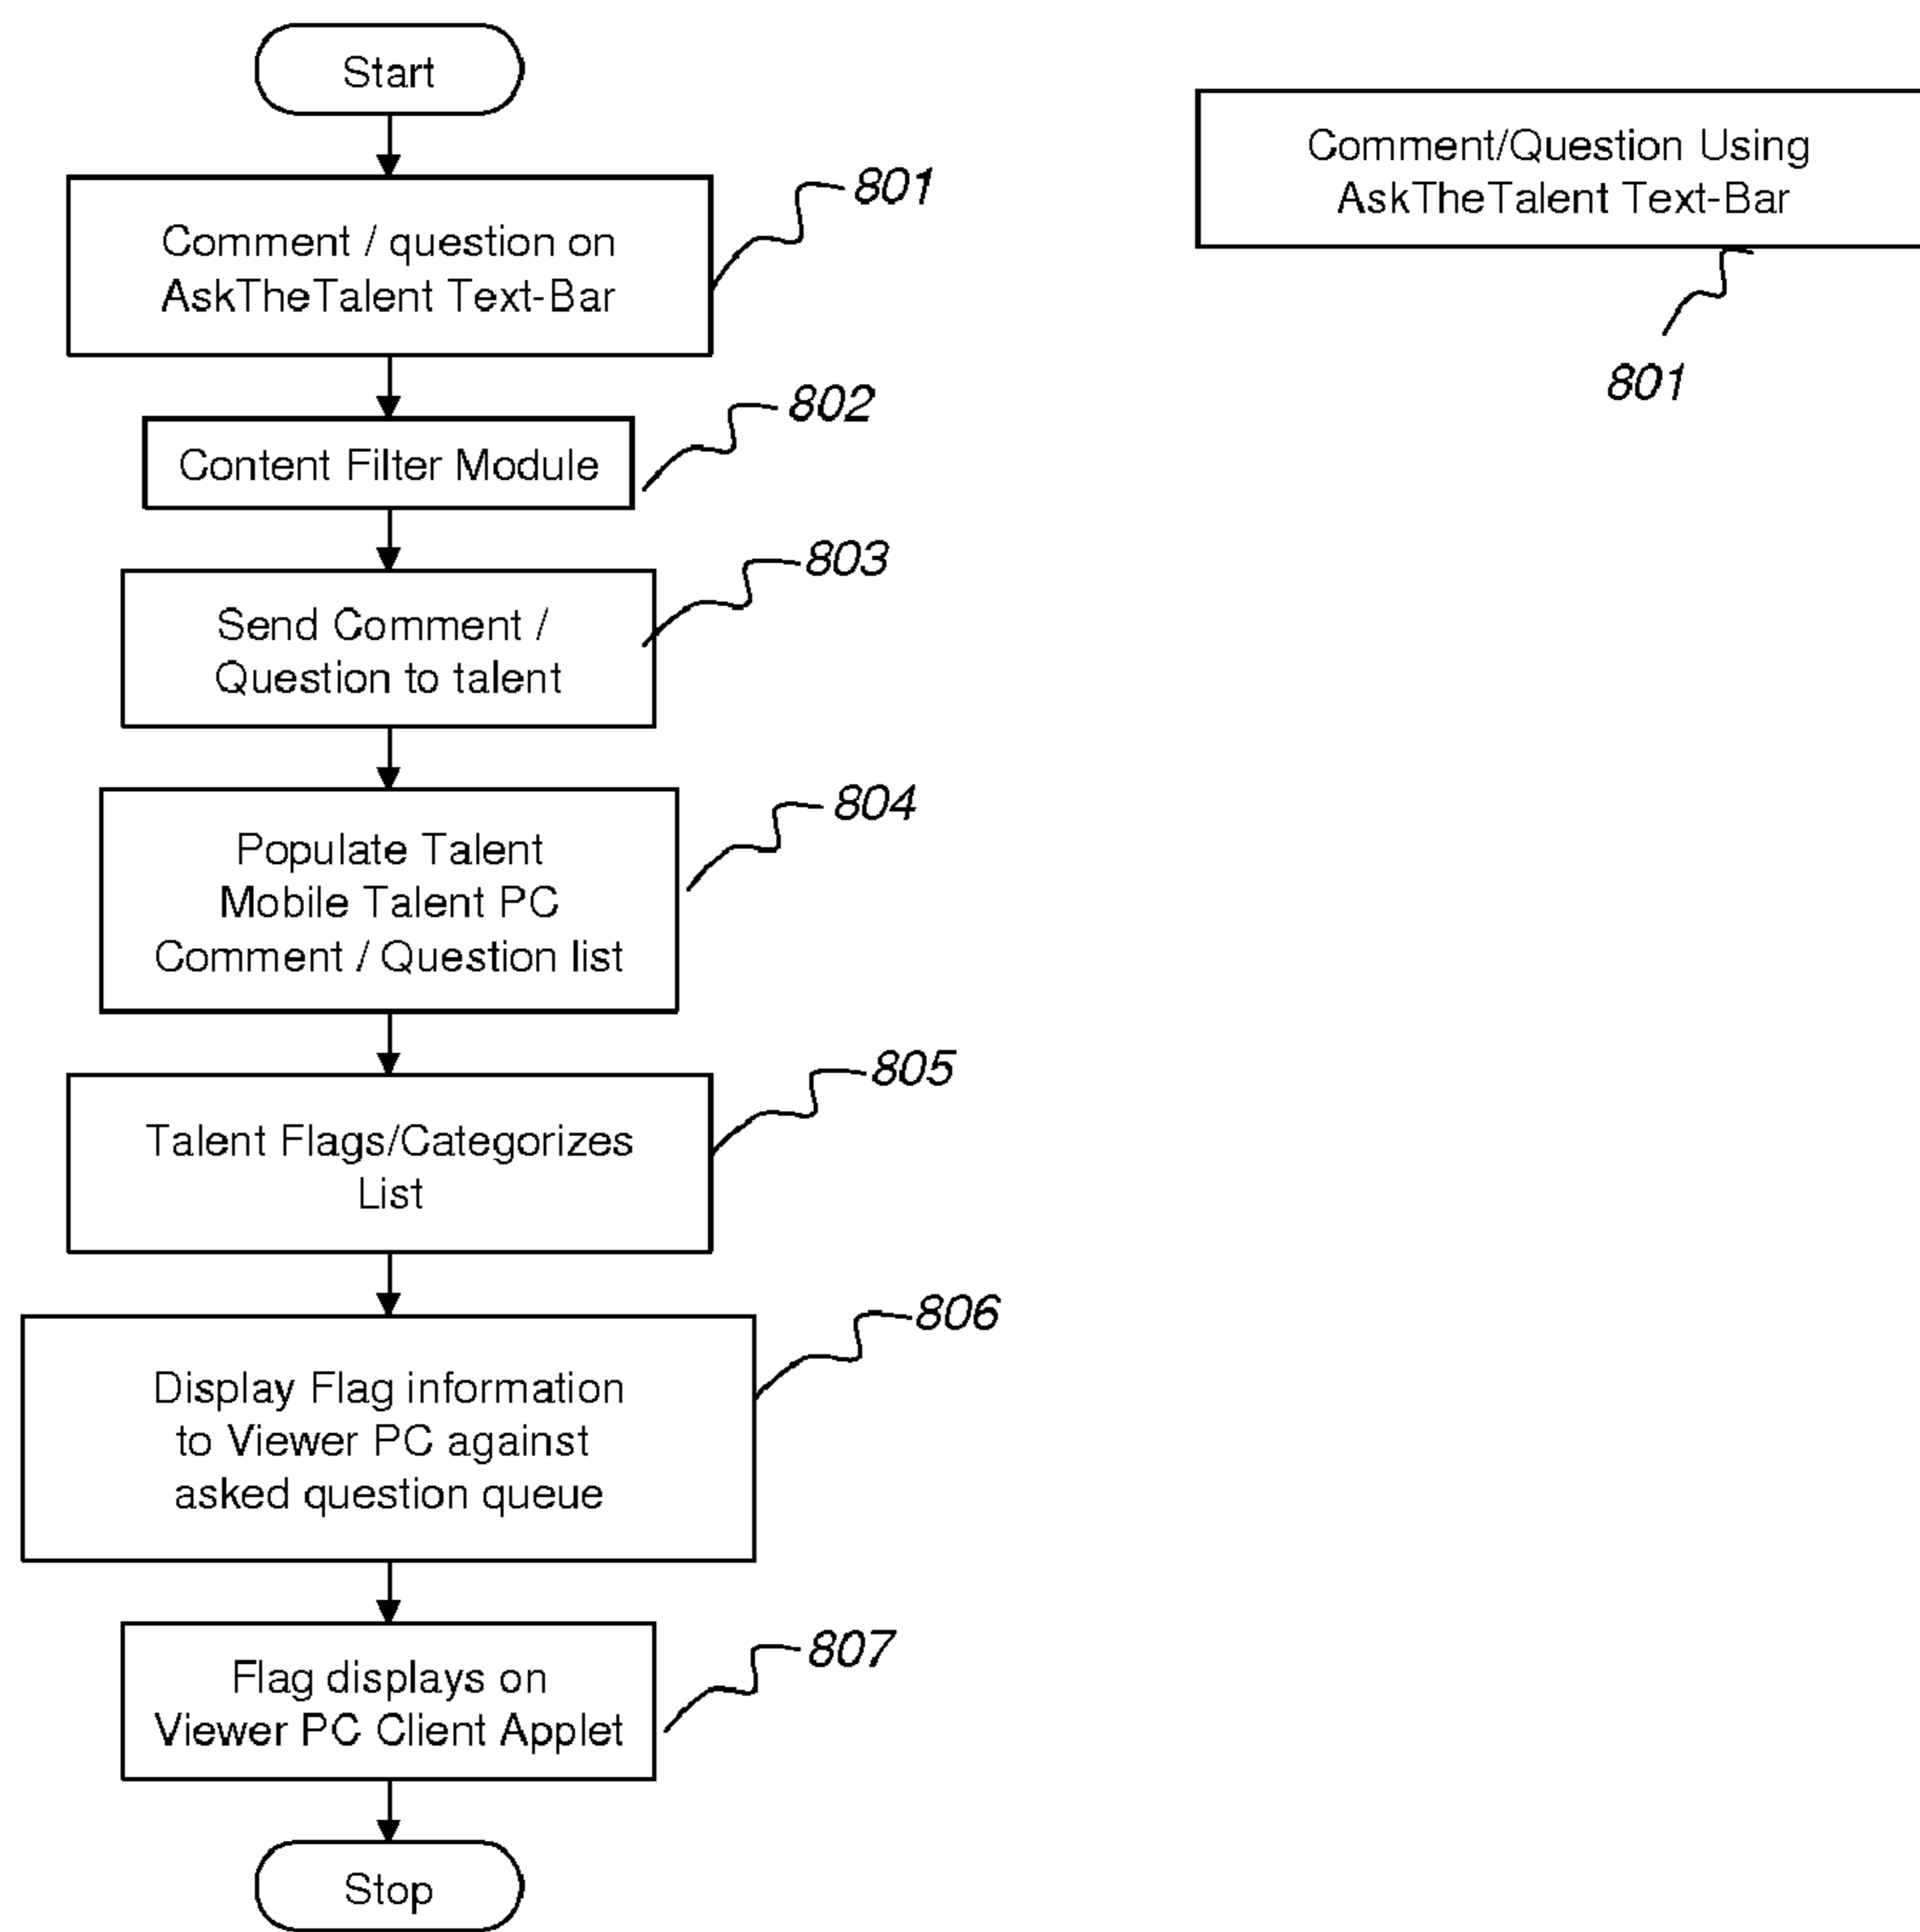 Start
Comment / question on
AskTheTalent Text-Bar
801
Content Filter Module
802
Send Comment /
Question to talent
803
Populate Talent
Mobile Talent PC
Comment / Question list
804
Talent Flags/Categorizes
List
805
Display Flag information
to Viewer PC against
asked question queue
806
Flag displays on
Viewer PC Client Applet
807
Stop
Comment/Question Using
AskTheTalent Text-Bar
801